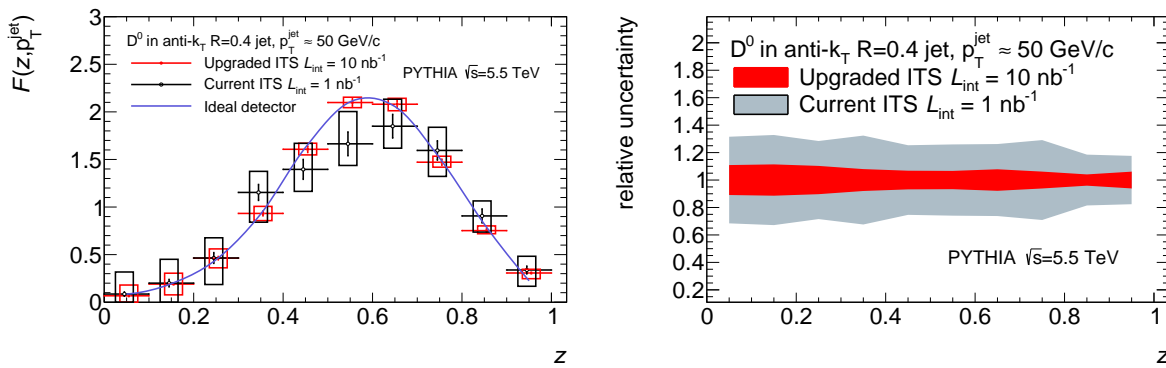 F(z,p_T^jet)
D⁰ in anti-k_T R=0.4 jet, p_T^jet ≈ 50 GeV/c
Upgraded ITS L_int = 10 nb⁻¹
Current ITS L_int = 1 nb⁻¹
Ideal detector
PYTHIA √s=5.5 TeV
3
2.5
2
1.5
1
0.5
0
0 0.2 0.4 0.6 0.8 1
z
relative uncertainty
D⁰ in anti-k_T R=0.4 jet, p_T^jet ≈ 50 GeV/c
Upgraded ITS L_int = 10 nb⁻¹
Current ITS L_int = 1 nb⁻¹
PYTHIA √s=5.5 TeV
2
1.8
1.6
1.4
1.2
1
0.8
0.6
0.4
0.2
0 0.2 0.4 0.6 0.8 1
z